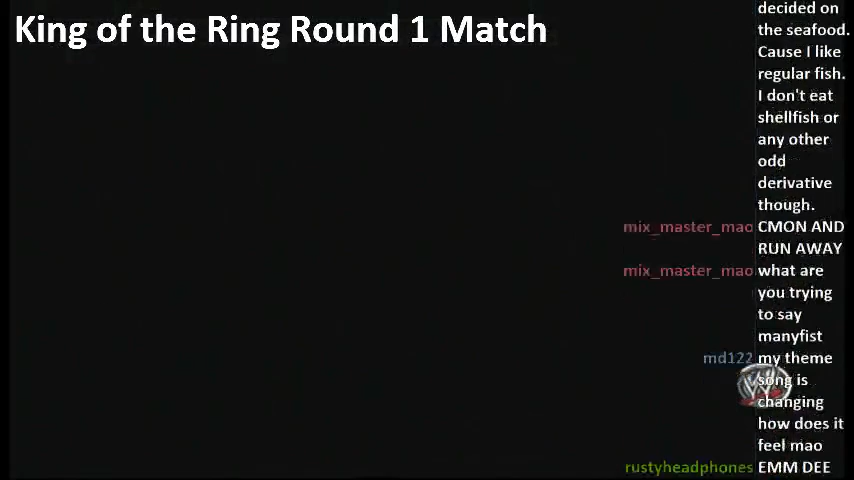 King of the Ring Round 1 Match
decided on
the seafood.
Cause I like
regular fish.
I don't eat
shellfish or
any other
odd
derivative
though.
mix_master_mao CMON AND
RUN AWAY
mix_master_mao what are
you trying
to say
manyfist
md122 my theme
song is
changing
how does it
feel mao
rustyheadphones EMM DEE